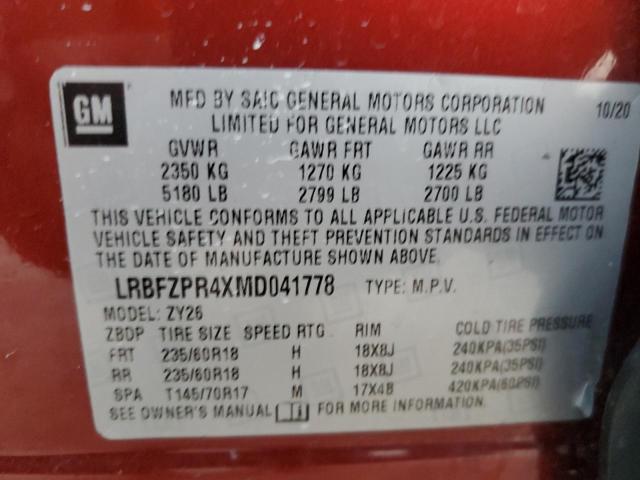 GM
MFD BY SAIC GENERAL MOTORS CORPORATION 10/20
LIMITED FOR GENERAL MOTORS LLC
GVWR GAWR FRT GAWR RR
2350 KG 1270 KG 1225 KG
5180 LB 2799 LB 2700 LB
THIS VEHICLE CONFORMS TO ALL APPLICABLE U.S. FEDERAL MOTOR
VEHICLE SAFETY AND THEFT PREVENTION STANDARDS IN EFFECT ON
THE DATE OF MANUFACTURE SHOWN ABOVE.
LRBFZPR4XMD041778 TYPE: M.P.V.
MODEL: ZY26
ZBDP TIRE SIZE SPEED RTG RIM COLD TIRE PRESSURE
FRT 235/60R18 H 18X8J 240KPA(35PSI)
RR 235/60R18 H 18X8J 240KPA(35PSI)
SPA T145/70R17 M 17X4B 420KPA(60PSI)
SEE OWNER'S MANUAL FOR MORE INFORMATION.